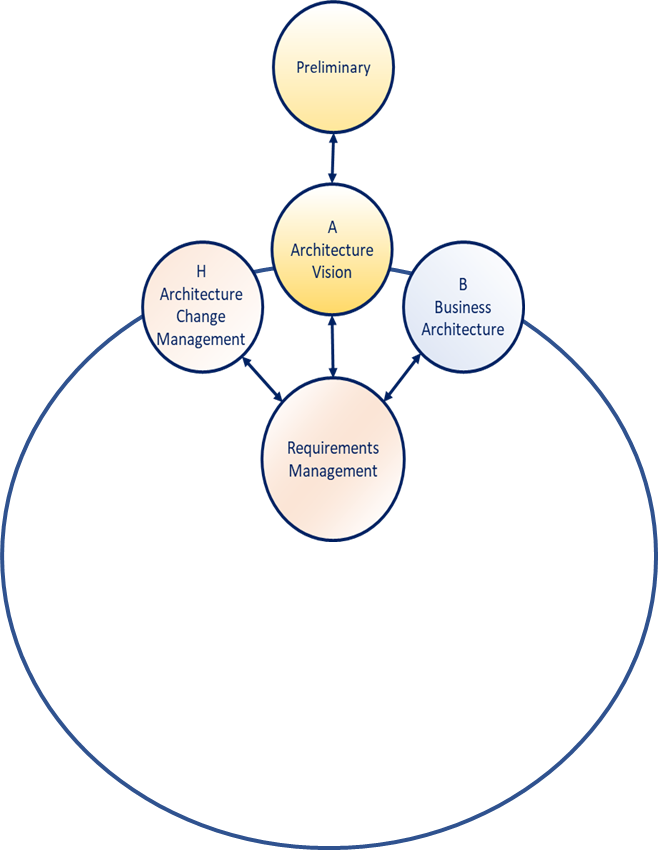 Preliminary
A
Architecture
Vision
H
Architecture
Change
Management
B
Business
Architecture
Requirements
Management